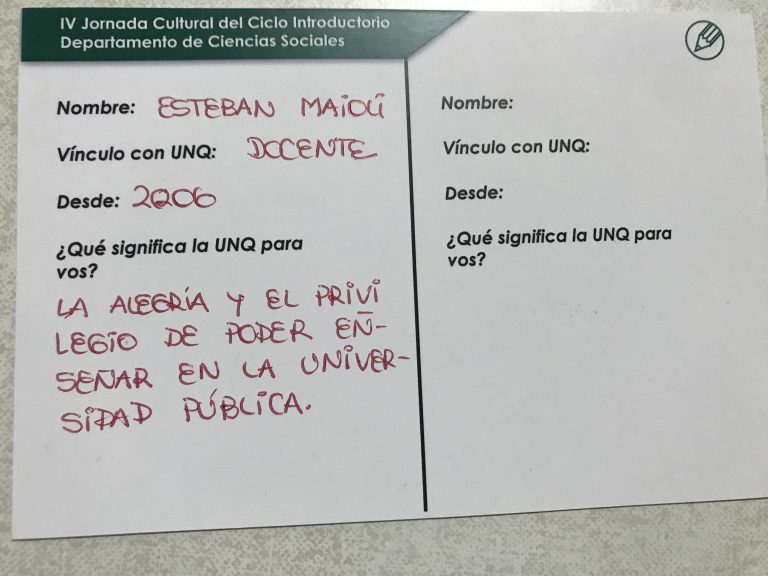 IV Jornada Cultural del Ciclo Introductorio
Departamento de Ciencias Sociales
Nombre: ESTEBAN
Vínculo con UNQ: DOCENTE
Desde: 2006
¿Qué significa la UNQ para
vos?
LA ALEGRÍA Y EL PRIVI
LEGIO DE PODER EN-
SEÑAR EN LA UNIVER-
SIDAD PÚBLICA.
Nombre:
Vínculo con UNQ:
Desde:
¿Qué significa la UNQ para
vos?